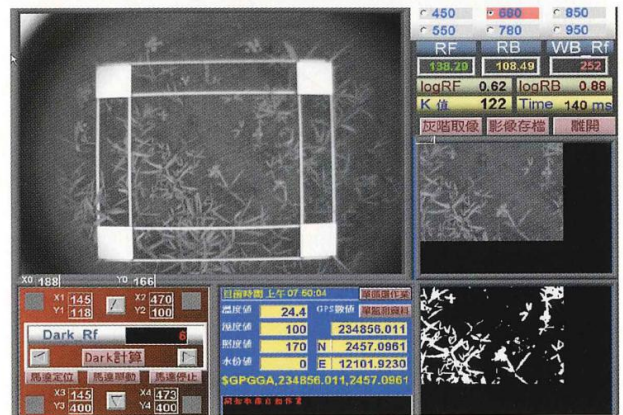 450 680 850
550 780 950
RF RB WB Rf
138.29 108.49 252
logRF 0.62 logRB 0.88
K 值 122 Time 140 ms
灰階取像 影像存檔 離開
X0 188 Y0 166
X1 145 X2 470
Y1 118 Y2 100
Dark_Rf 6
Dark計算
馬達定位 馬達單動 馬達停止
X3 145 X4 473
Y3 400 Y4 400
目前時間 上午 07:50:04
溫度值 24.4 GPS數值
濕度值 100 234856.011
照度值 170 N 2457.0961
水份值 0 E 12101.9230
$GPGGA,234856.011,2457.0961